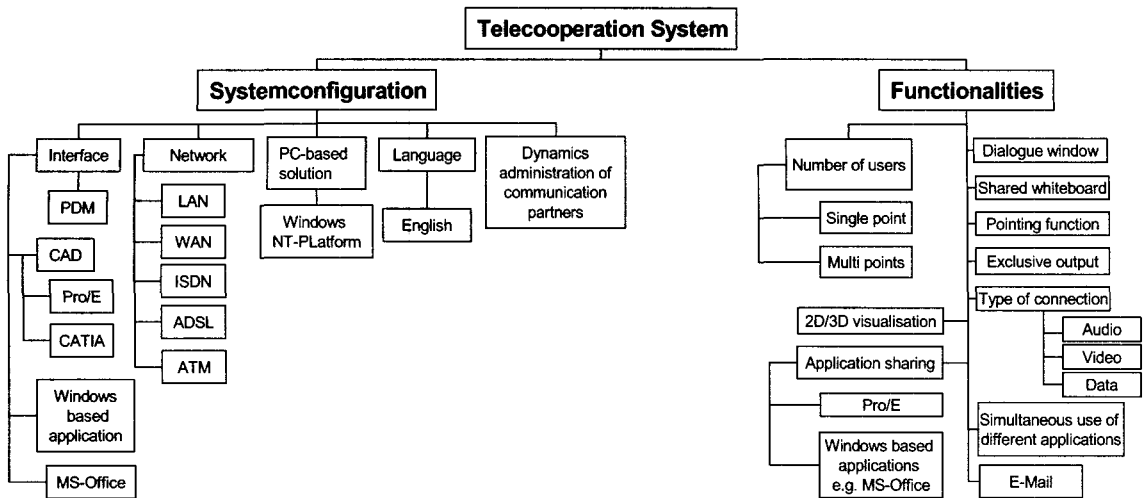 Telecooperation System
Systemconfiguration
Interface
PDM
CAD
Pro/E
CATIA
Windows
based
application
MS-Office
Network
LAN
WAN
ISDN
ADSL
ATM
PC-based
solution
Windows
NT-PLatform
Language
English
Dynamics
administration of
communication
partners
Functionalities
Number of users
Single point
Multi points
2D/3D visualisation
Application sharing
Pro/E
Windows based
applications
e.g. MS-Office
Dialogue window
Shared whiteboard
Pointing function
Exclusive output
Type of connection
Audio
Video
Data
Simultaneous use of
different applications
E-Mail